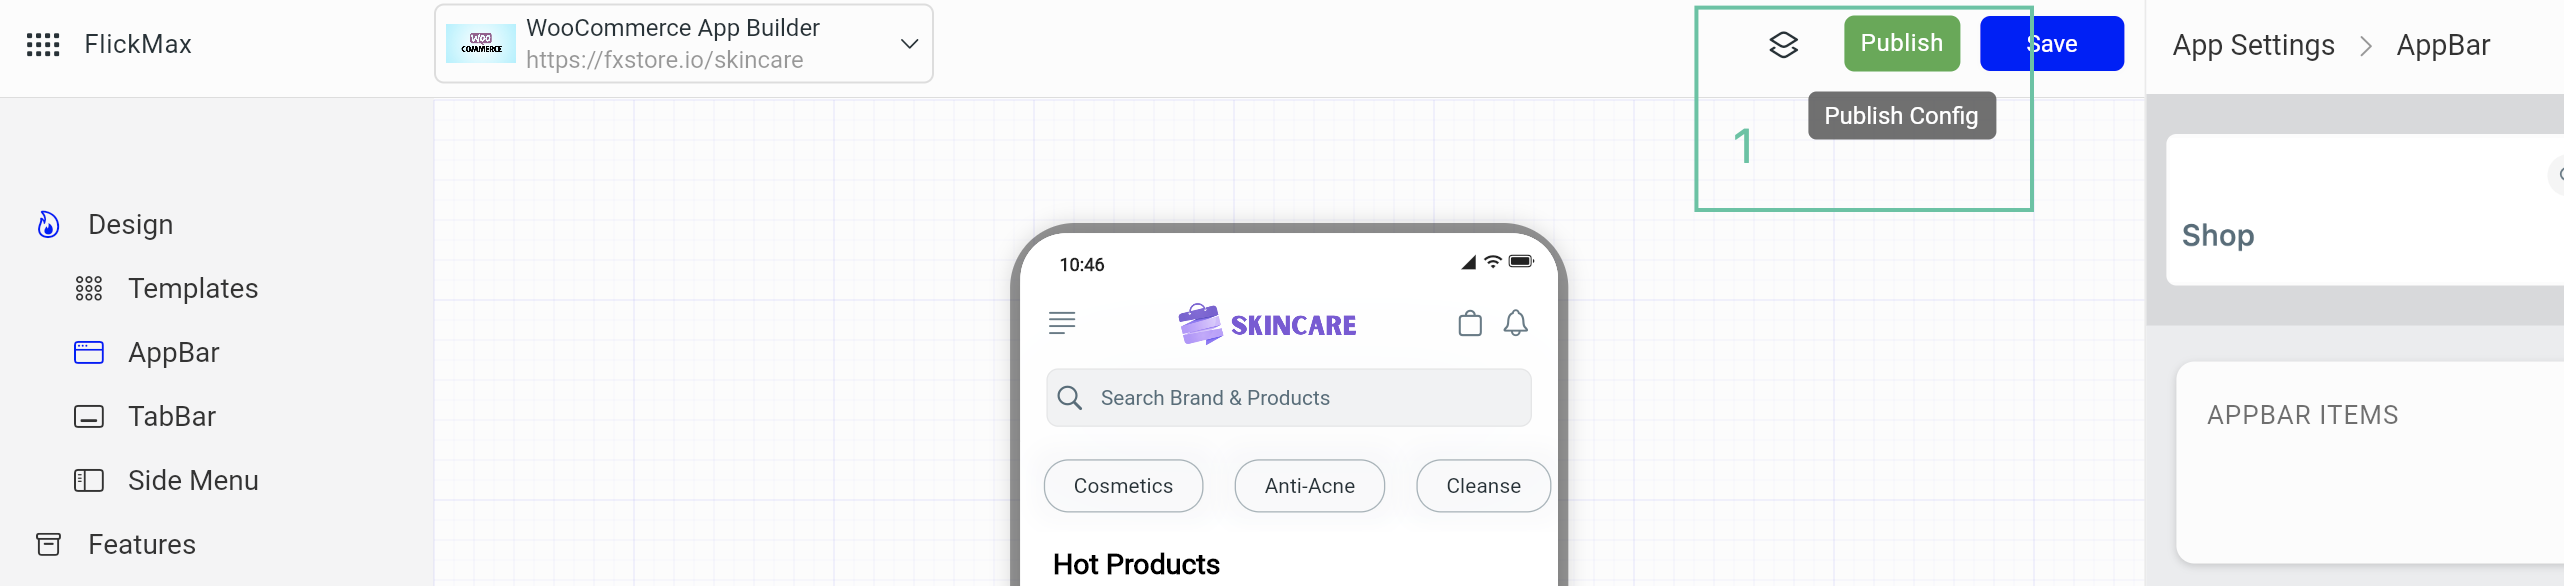 FlickMax
WOO
COMMERCE
WooCommerce App Builder
https://fxstore.io/skincare
Publish
Save
Publish Config
1
App Settings
AppBar
Design
Templates
AppBar
TabBar
Side Menu
Features
10:46
SKINCARE
Search Brand & Products
Cosmetics
Anti-Acne
Cleanse
Hot Products
Shop
APPBAR ITEMS